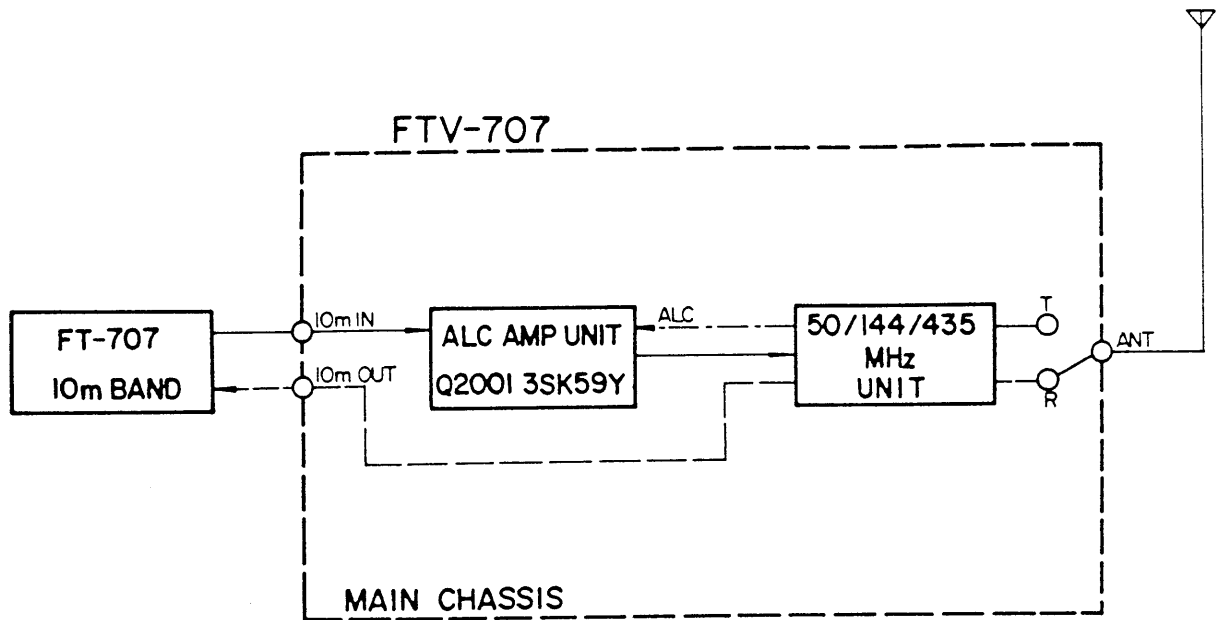 FTV-707
FT-707
10m BAND
10m IN
10m OUT
ALC AMP UNIT
Q2001 3SK59Y
ALC
50/144/435
MHz
UNIT
T
R
ANT
MAIN CHASSIS